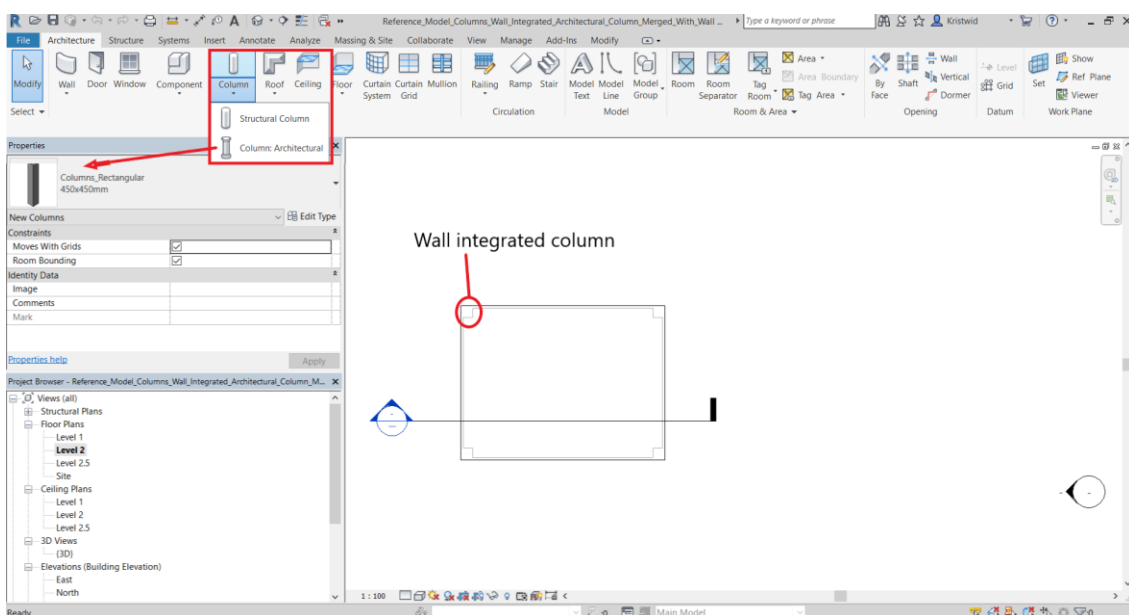 Reference_Model_Columns_Wall_Integrated_Architectural_Column_Merged_With_Wall ...
Type a keyword or phrase
Kristwid
File Architecture Structure Systems Insert Annotate Analyze Massing & Site Collaborate View Manage Add-Ins Modify
Modify Wall Door Window Component Column Roof Ceiling Floor Curtain System Curtain Grid Mullion Railing Ramp Stair Model Text Model Line Model Group Room Room Separator Tag Room
Area
Area Boundary
Tag Area
By Face Shaft
Wall
Vertical
Dormer
Level
Grid
Set
Show
Ref Plane
Viewer
Select Circulation Model Room & Area Opening Datum Work Plane
Structural Column
Column: Architectural
Properties
Columns_Rectangular
450x450mm
New Columns Edit Type
Constraints
Moves With Grids
Room Bounding
Identity Data
Image
Comments
Mark
Properties help Apply
Wall integrated column
Project Browser - Reference_Model_Columns_Wall_Integrated_Architectural_Column_M...
Views (all)
Structural Plans
Floor Plans
Level 1
Level 2
Level 2.5
Site
Ceiling Plans
Level 1
Level 2
Level 2.5
3D Views
{3D}
Elevations (Building Elevation)
East
North
1 : 100
Ready
Main Model